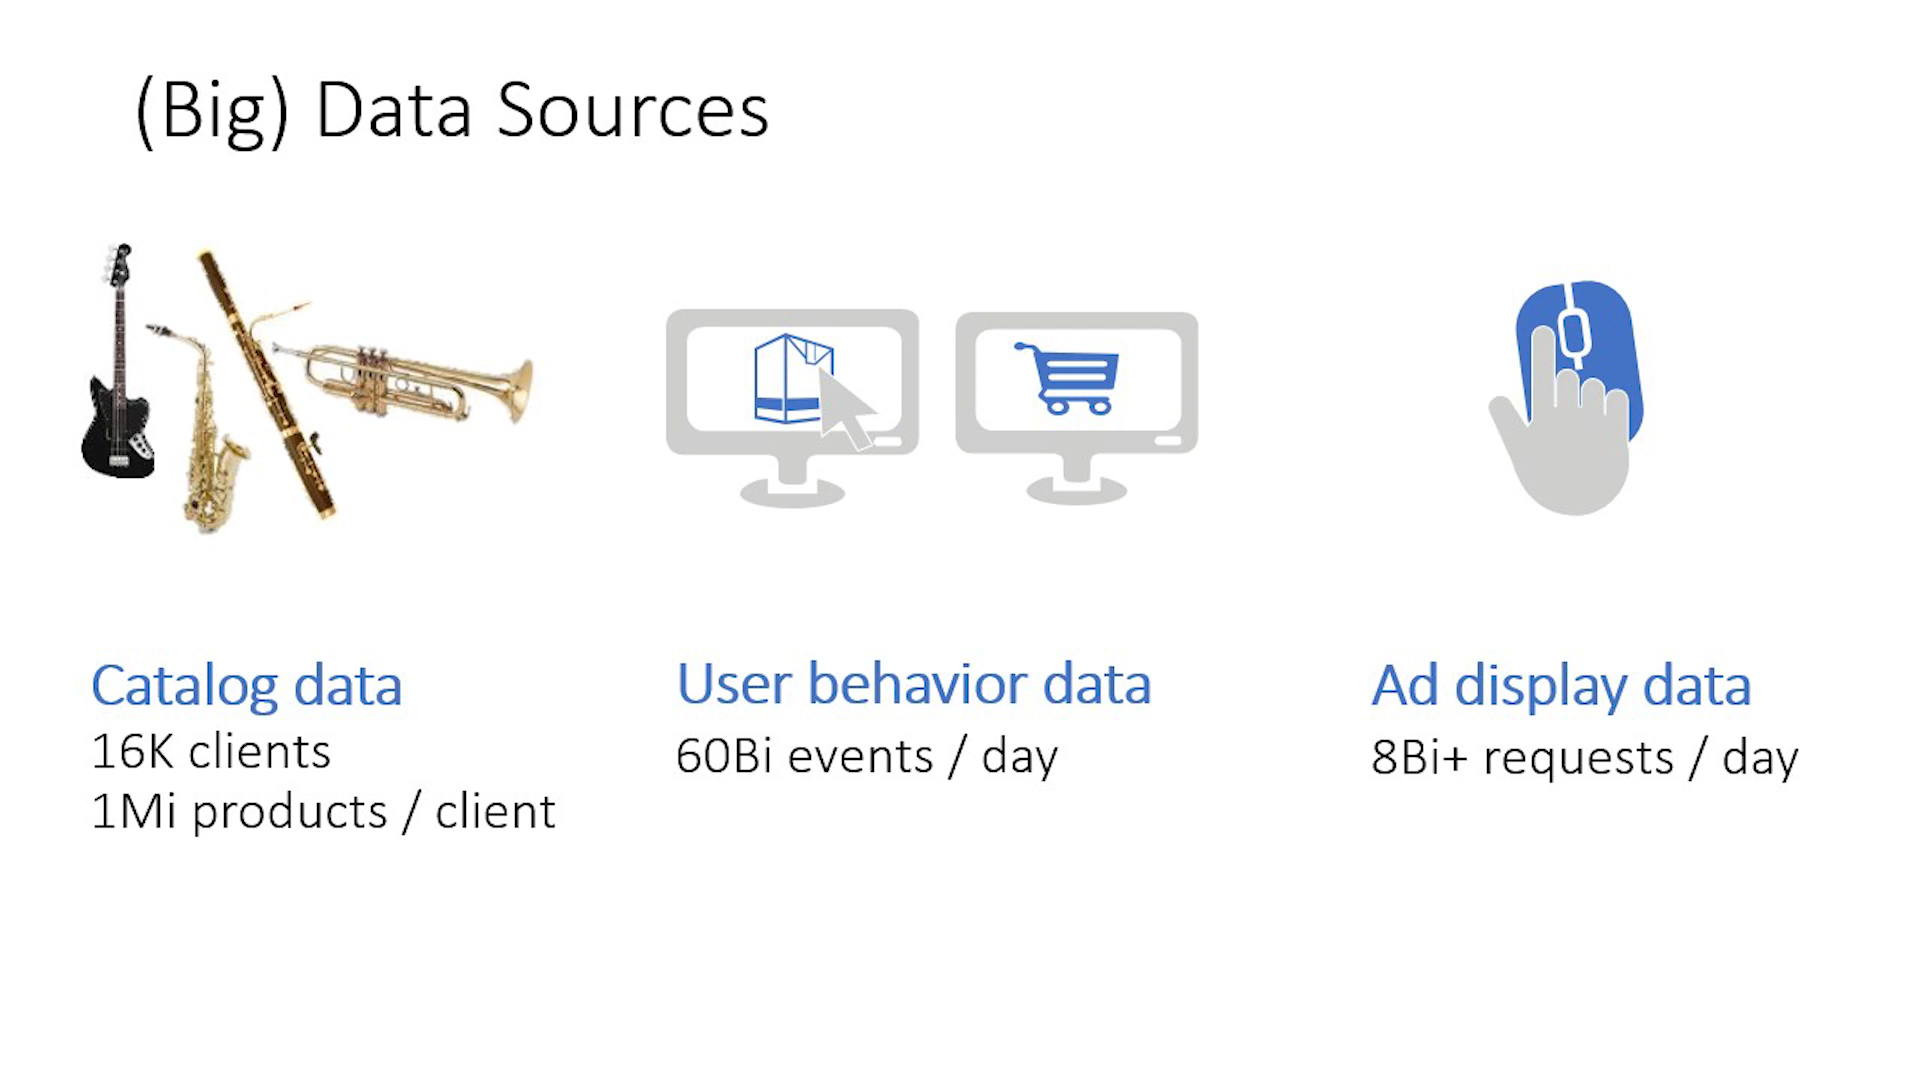 (Big) Data Sources
Catalog data
16K clients
1Mi products / client
User behavior data
60Bi events / day
Ad display data
8Bi+ requests / day